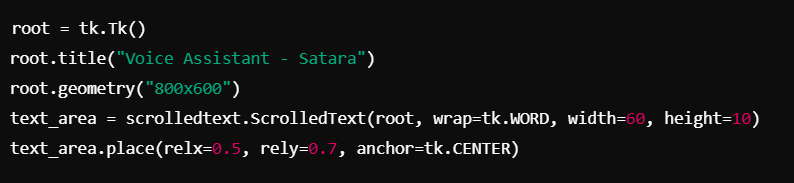 root = tk.Tk()
root.title("Voice Assistant - Satara")
root.geometry("800x600")
text_area = scrolledtext.ScrolledText(root, wrap=tk.WORD, width=60, height=10)
text_area.place(relx=0.5, rely=0.7, anchor=tk.CENTER)